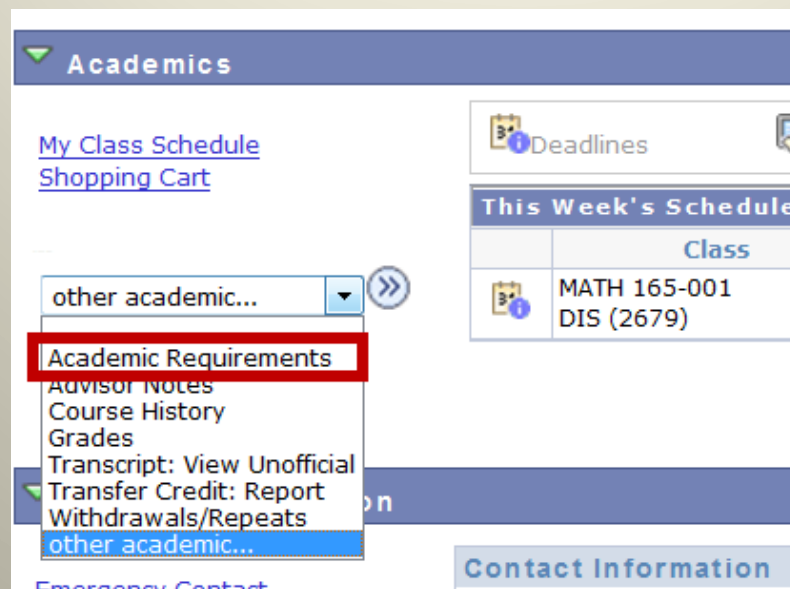 Academics
My Class Schedule
Shopping Cart
Deadlines
This Week's Schedule
Class
MATH 165-001
DIS (2679)
other academic...
Academic Requirements
Advisor Notes
Course History
Grades
Transcript: View Unofficial
Transfer Credit: Report
Withdrawals/Repeats
other academic...
on
Contact Information
Emergency Contact